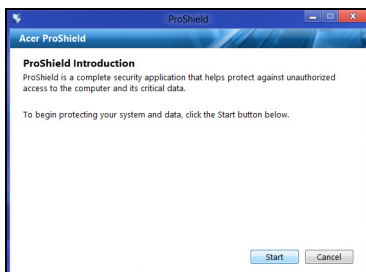 ProShield
Acer ProShield
ProShield Introduction
ProShield is a complete security application that helps protect against unauthorized
access to the computer and its critical data.
To begin protecting your system and data, click the Start button below.
Start Cancel